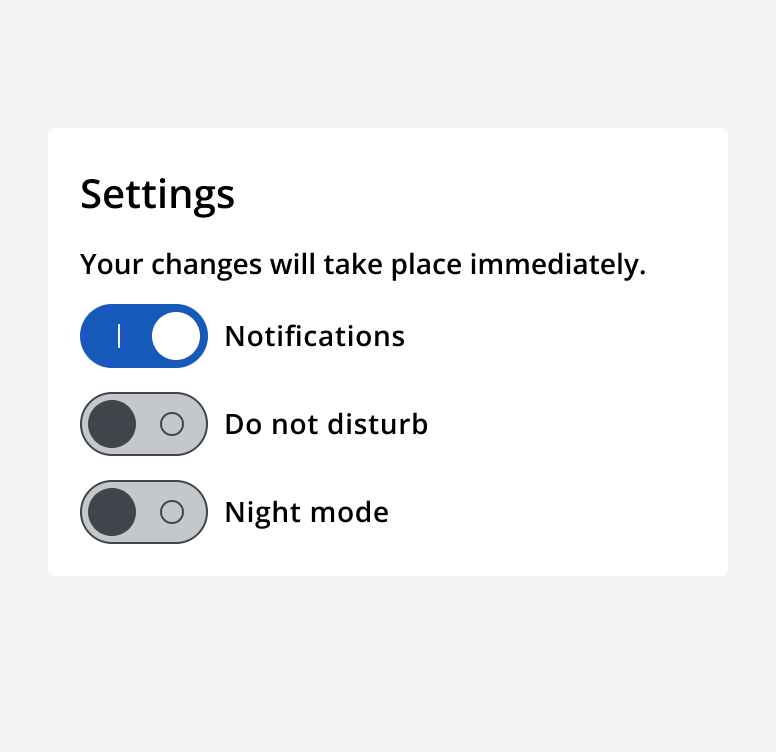 Settings
Your changes will take place immediately.
Notifications
Do not disturb
Night mode